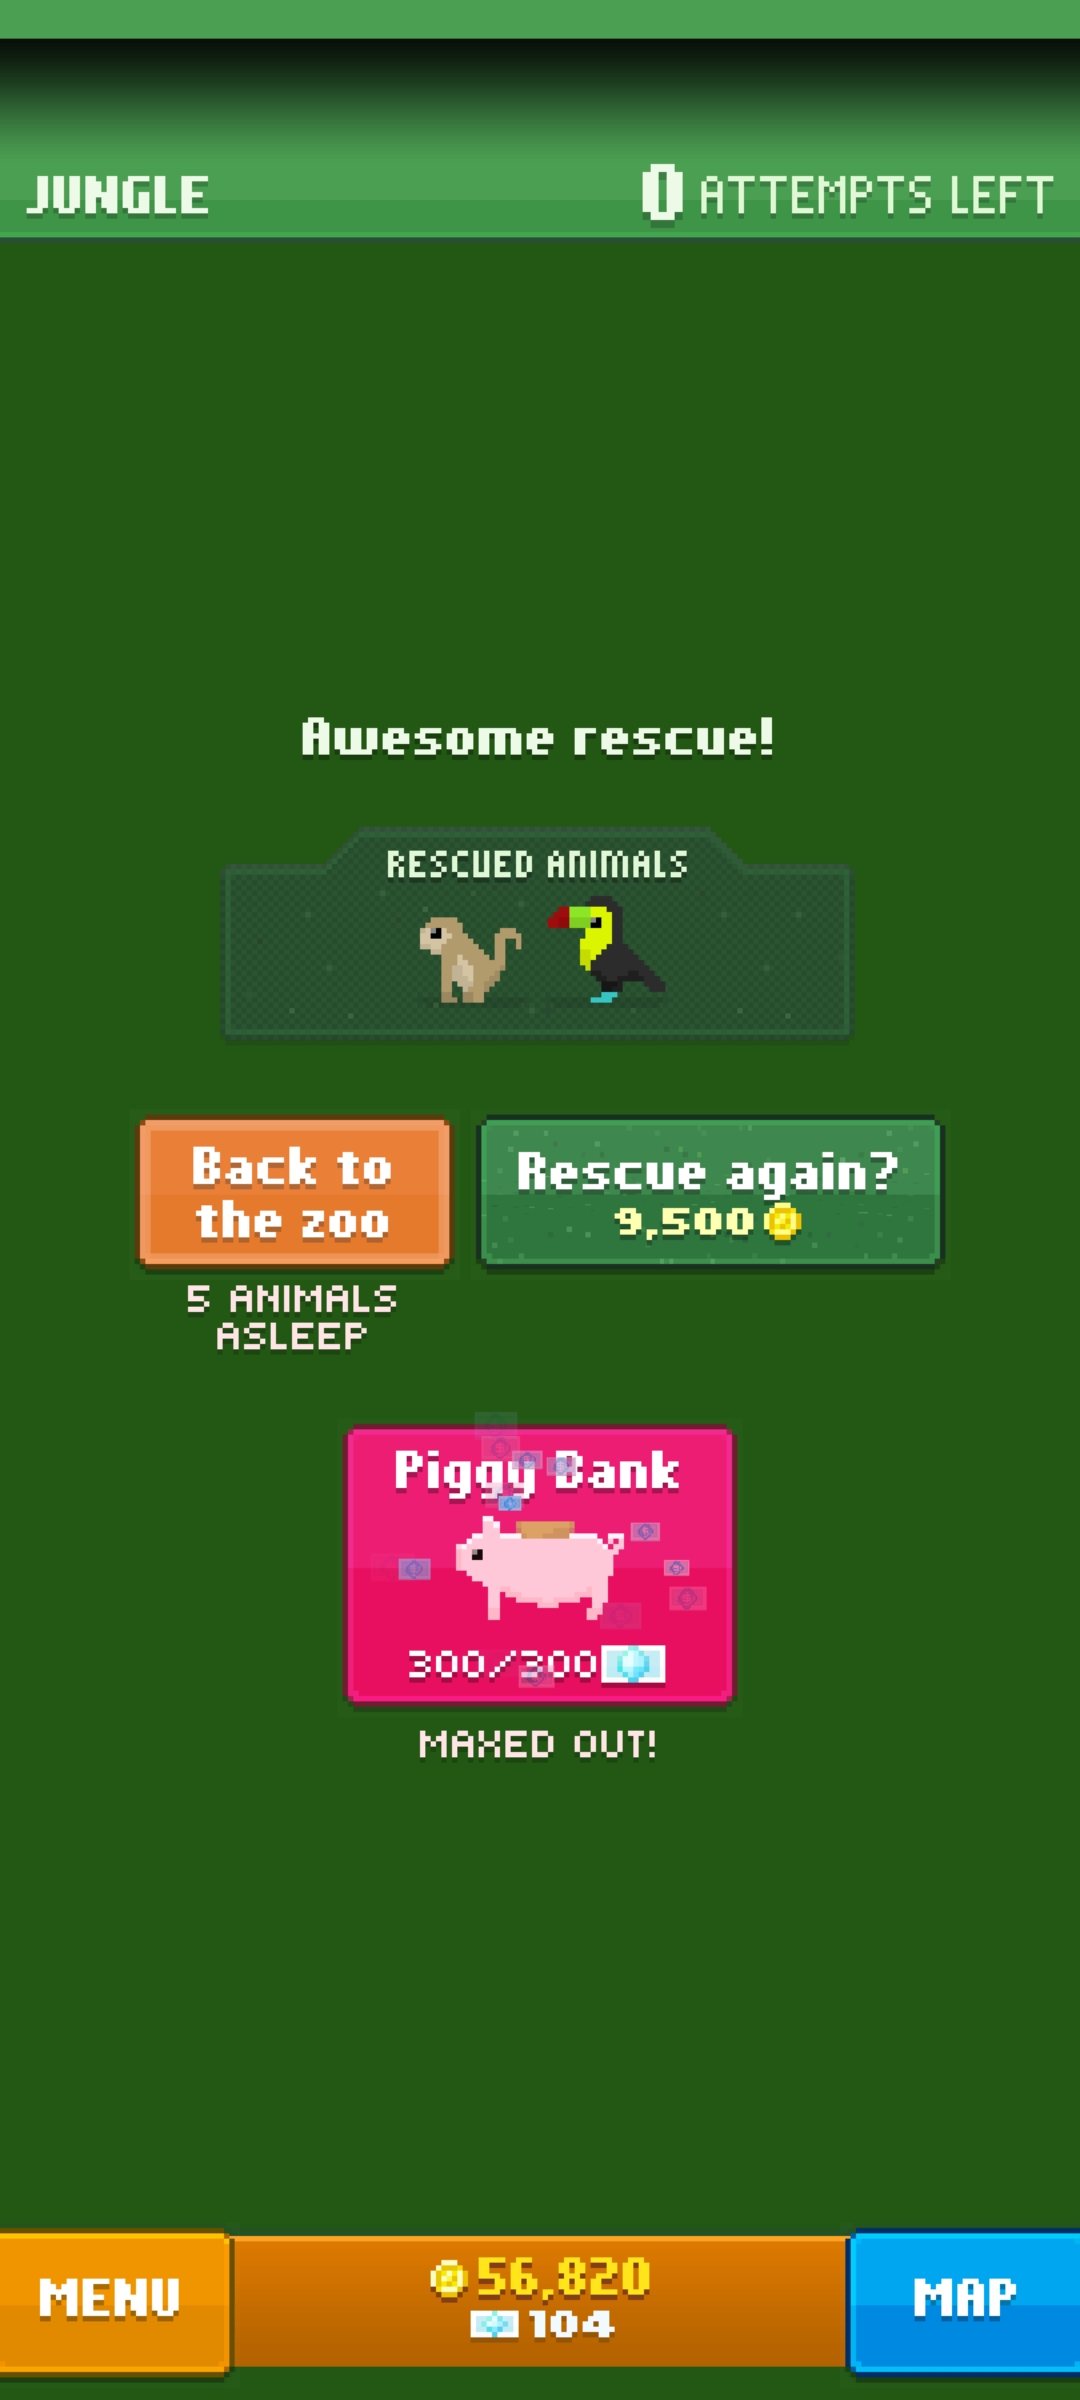 JUNGLE
0 ATTEMPTS LEFT
Awesome rescue!
RESCUED ANIMALS
Back to
the zoo
Rescue again?
9,500
5 ANIMALS
ASLEEP
Piggy Bank
300/300
MAXED OUT!
MENU
56,820
104
MAP